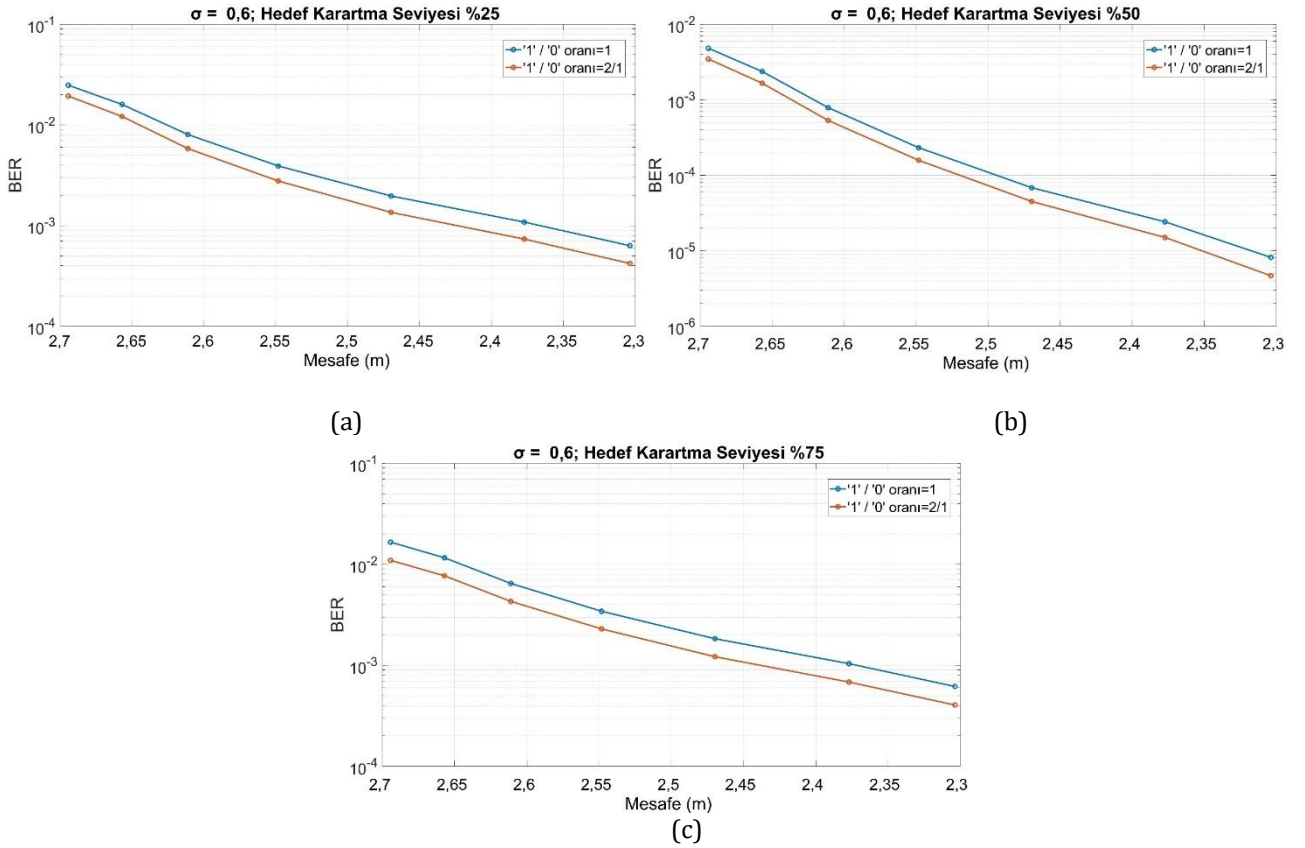 σ = 0,6; Hedef Karartma Seviyesi %25
10^-1
10^-2
10^-3
10^-4
BER
'1' / '0' oranı=1
'1' / '0' oranı=2/1
2,7 2,65 2,6 2,55 2,5 2,45 2,4 2,35 2,3
Mesafe (m)
(a)
σ = 0,6; Hedef Karartma Seviyesi %50
10^-2
10^-3
10^-4
10^-5
10^-6
BER
'1' / '0' oranı=1
'1' / '0' oranı=2/1
2,7 2,65 2,6 2,55 2,5 2,45 2,4 2,35 2,3
Mesafe (m)
(b)
σ = 0,6; Hedef Karartma Seviyesi %75
10^-1
10^-2
10^-3
10^-4
BER
'1' / '0' oranı=1
'1' / '0' oranı=2/1
2,7 2,65 2,6 2,55 2,5 2,45 2,4 2,35 2,3
Mesafe (m)
(c)